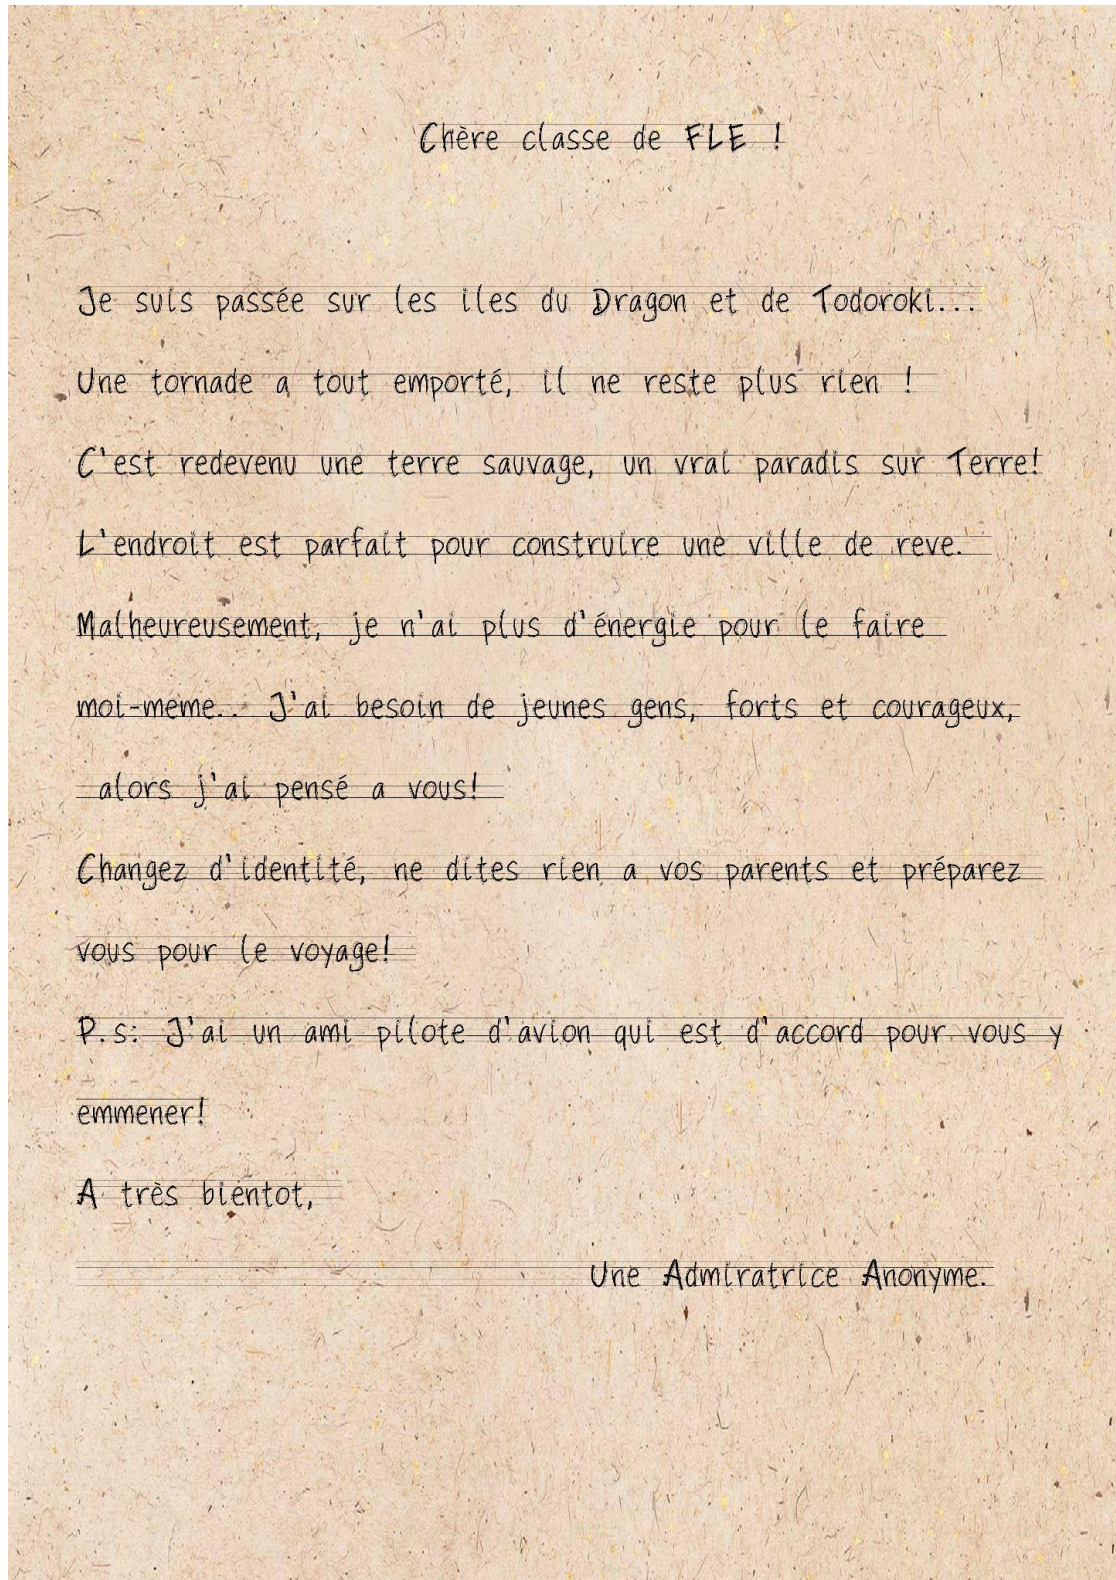 Chère classe de FLE !
Je suis passée sur les iles du Dragon et de Todoroki...
Une tornade a tout emporté, il ne reste plus rien !
C'est redevenu une terre sauvage, un vrai paradis sur Terre!
L'endroit est parfait pour construire une ville de reve.
Malheureusement, je n'ai plus d'énergie pour le faire
moi-meme.. J'ai besoin de jeunes gens, forts et courageux,
alors j'ai pensé a vous!
Changez d'identité, ne dites rien a vos parents et préparez
vous pour le voyage!
P.s: J'ai un ami pilote d'avion qui est d'accord pour vous y
emmener!
A très bientot,
Une Admiratrice Anonyme.